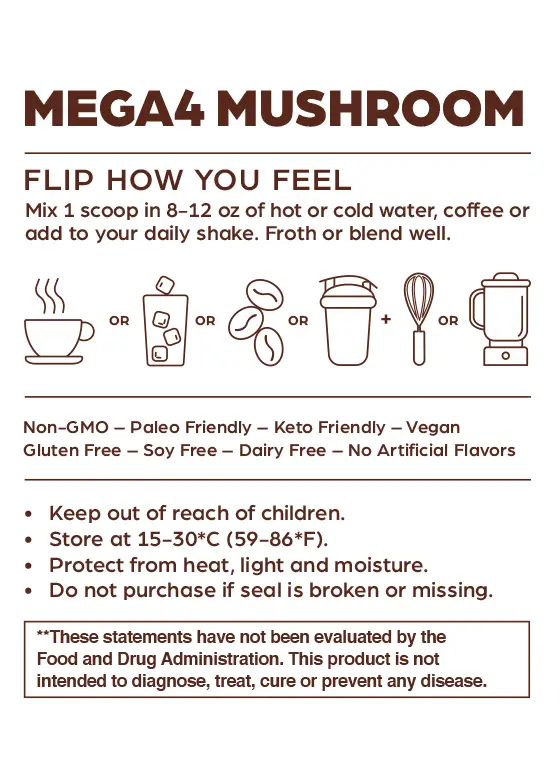 MEGA4 MUSHROOM
FLIP HOW YOU FEEL
Mix 1 scoop in 8–12 oz of hot or cold water, coffee or
add to your daily shake. Froth or blend well.
OR OR OR + OR
Non-GMO – Paleo Friendly – Keto Friendly – Vegan
Gluten Free – Soy Free – Dairy Free – No Artificial Flavors
• Keep out of reach of children.
• Store at 15-30*C (59-86*F).
• Protect from heat, light and moisture.
• Do not purchase if seal is broken or missing.
**These statements have not been evaluated by the
Food and Drug Administration. This product is not
intended to diagnose, treat, cure or prevent any disease.